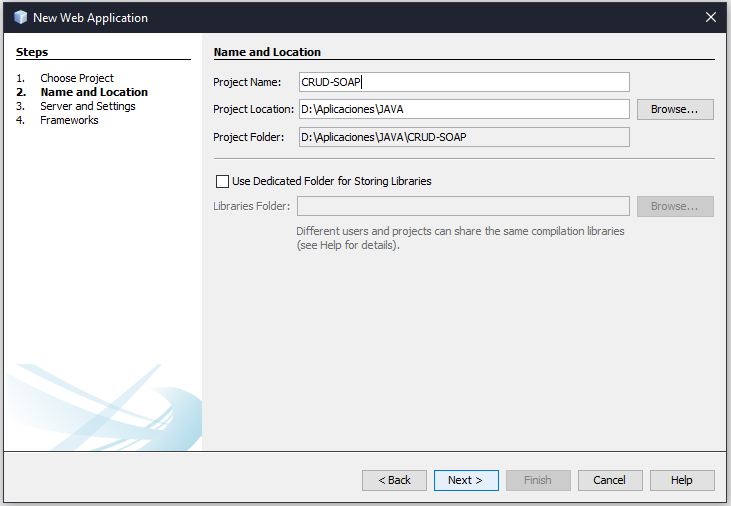 New Web Application
Steps
1. Choose Project
2. Name and Location
3. Server and Settings
4. Frameworks
Name and Location
Project Name: CRUD-SOAP
Project Location: D:\Aplicaciones\JAVA Browse...
Project Folder: D:\Aplicaciones\JAVA\CRUD-SOAP
Use Dedicated Folder for Storing Libraries
Libraries Folder: Browse...
Different users and projects can share the same compilation libraries
(see Help for details).
< Back Next > Finish Cancel Help